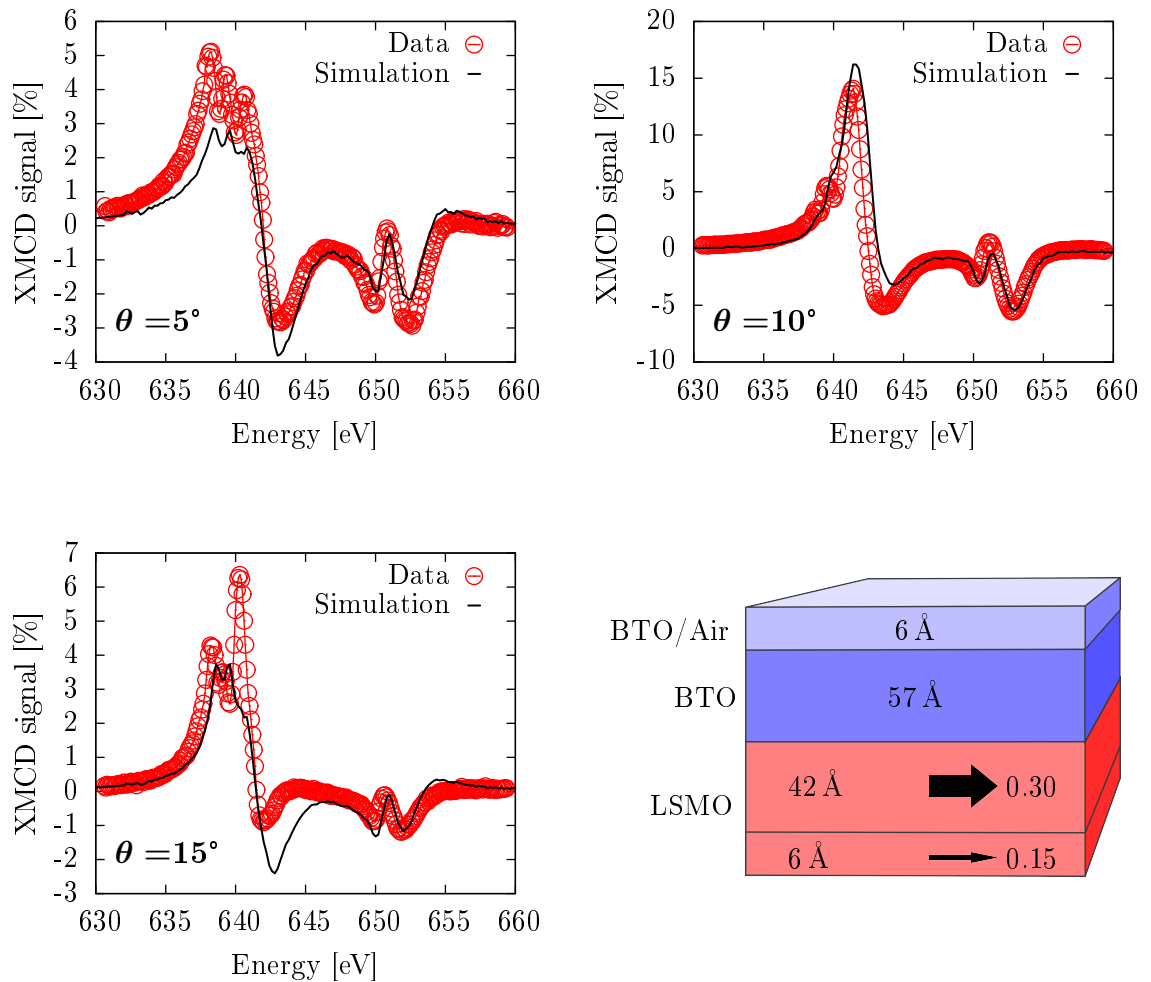 6
5
4
3
2
1
0
-1
-2
-3
-4
XMCD signal [%]
Data
Simulation
θ =5°
630 635 640 645 650 655 660
Energy [eV]
20
15
10
5
0
-5
-10
XMCD signal [%]
Data
Simulation
θ =10°
630 635 640 645 650 655 660
Energy [eV]
7
6
5
4
3
2
1
0
-1
-2
-3
XMCD signal [%]
Data
Simulation
θ =15°
630 635 640 645 650 655 660
Energy [eV]
BTO/Air 6 Å
BTO 57 Å
LSMO 42 Å 0.30
6 Å 0.15